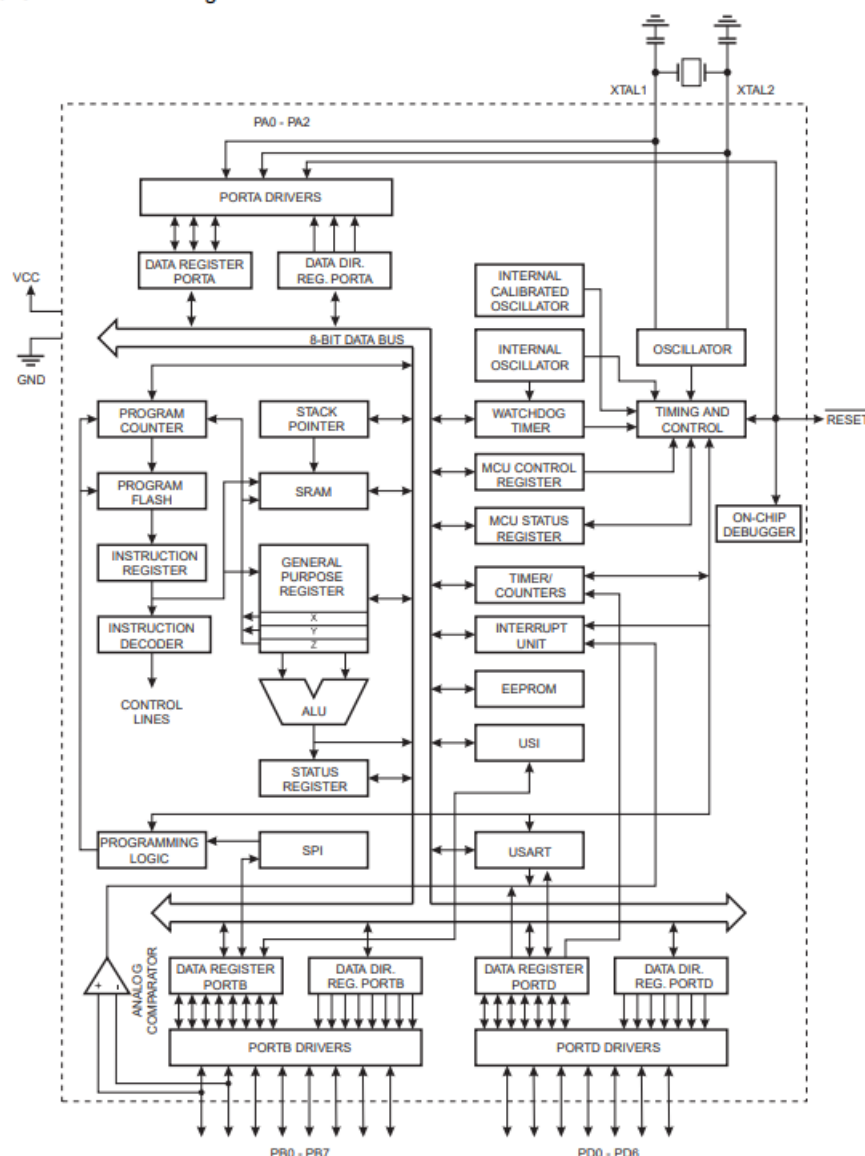 XTAL1
XTAL2
PA0 - PA2
PORTA DRIVERS
DATA REGISTER
PORTA
DATA DIR.
REG. PORTA
VCC
GND
8-BIT DATA BUS
INTERNAL
CALIBRATED
OSCILLATOR
INTERNAL
OSCILLATOR
OSCILLATOR
PROGRAM
COUNTER
STACK
POINTER
WATCHDOG
TIMER
TIMING AND
CONTROL
RESET
PROGRAM
FLASH
SRAM
MCU CONTROL
REGISTER
MCU STATUS
REGISTER
ON-CHIP
DEBUGGER
INSTRUCTION
REGISTER
GENERAL
PURPOSE
REGISTER
X
Y
Z
TIMER/
COUNTERS
INSTRUCTION
DECODER
INTERRUPT
UNIT
CONTROL
LINES
ALU
EEPROM
USI
STATUS
REGISTER
PROGRAMMING
LOGIC
SPI
USART
ANALOG
COMPARATOR
+
-
DATA REGISTER
PORTB
DATA DIR.
REG. PORTB
DATA REGISTER
PORTD
DATA DIR.
REG. PORTD
PORTB DRIVERS
PORTD DRIVERS
PB0 - PB7
PD0 - PD6